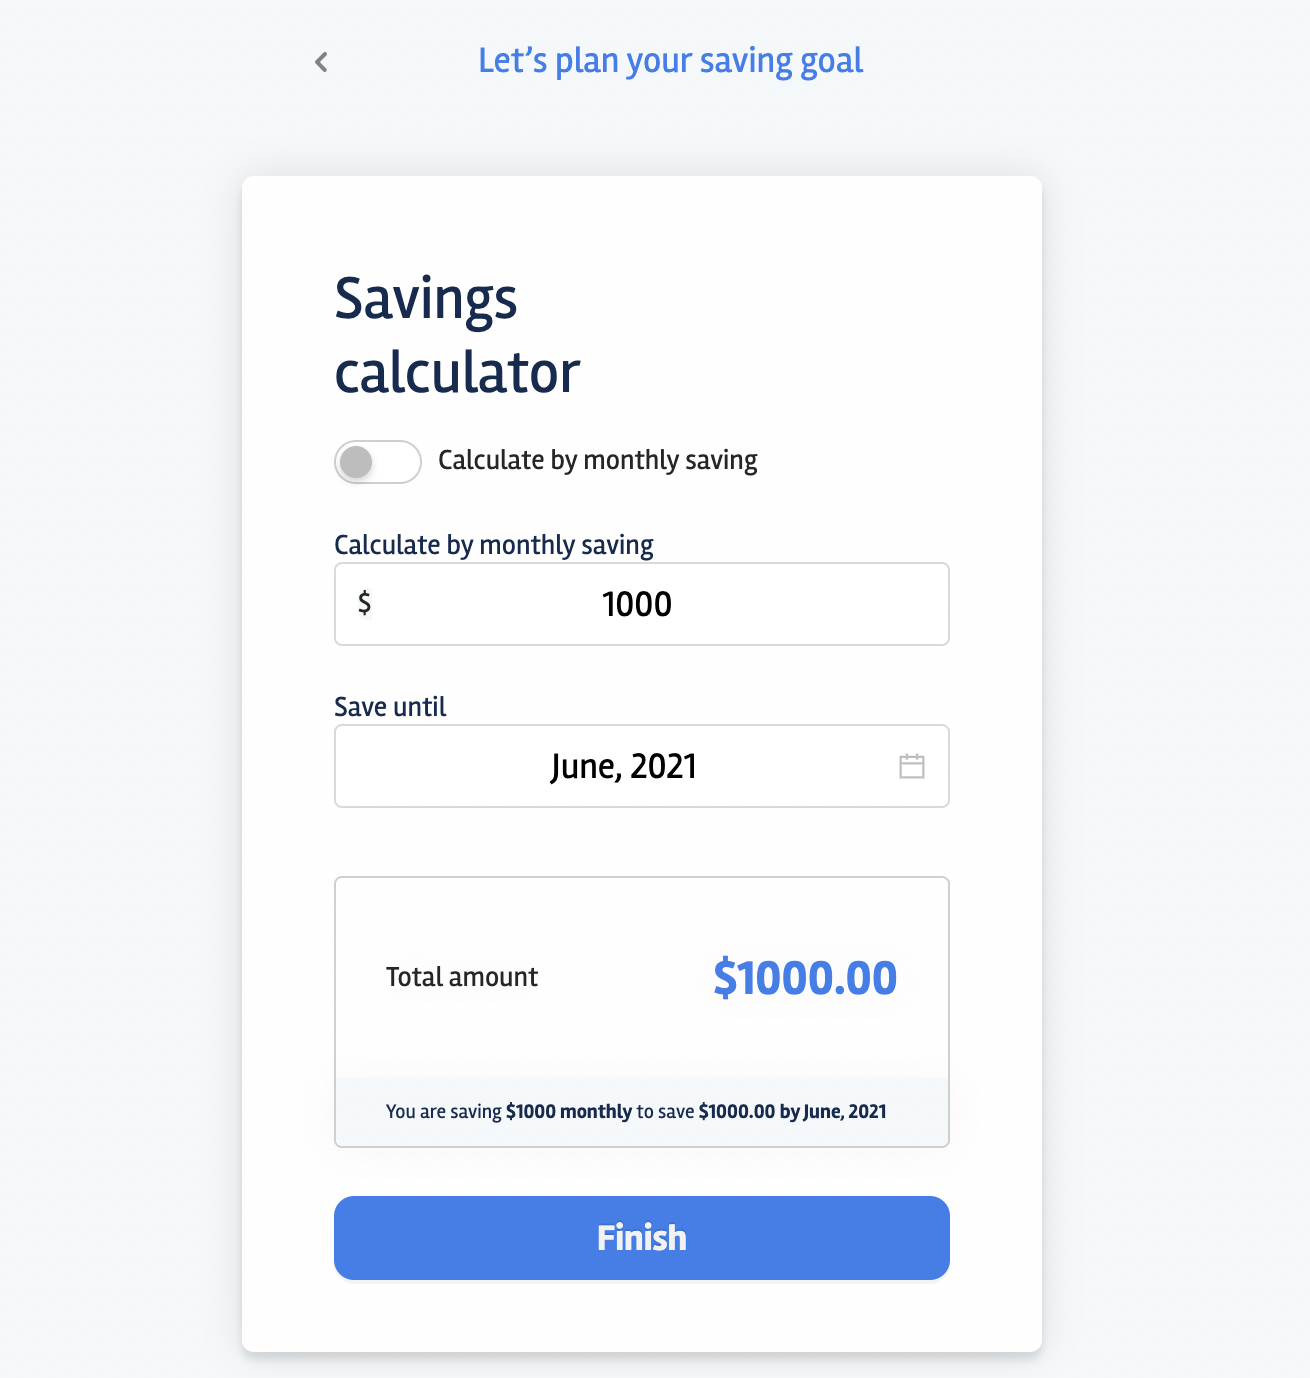 Let’s plan your saving goal
Savings
calculator
Calculate by monthly saving
Calculate by monthly saving
$ 1000
Save until
June, 2021
Total amount $1000.00
You are saving $1000 monthly to save $1000.00 by June, 2021
Finish